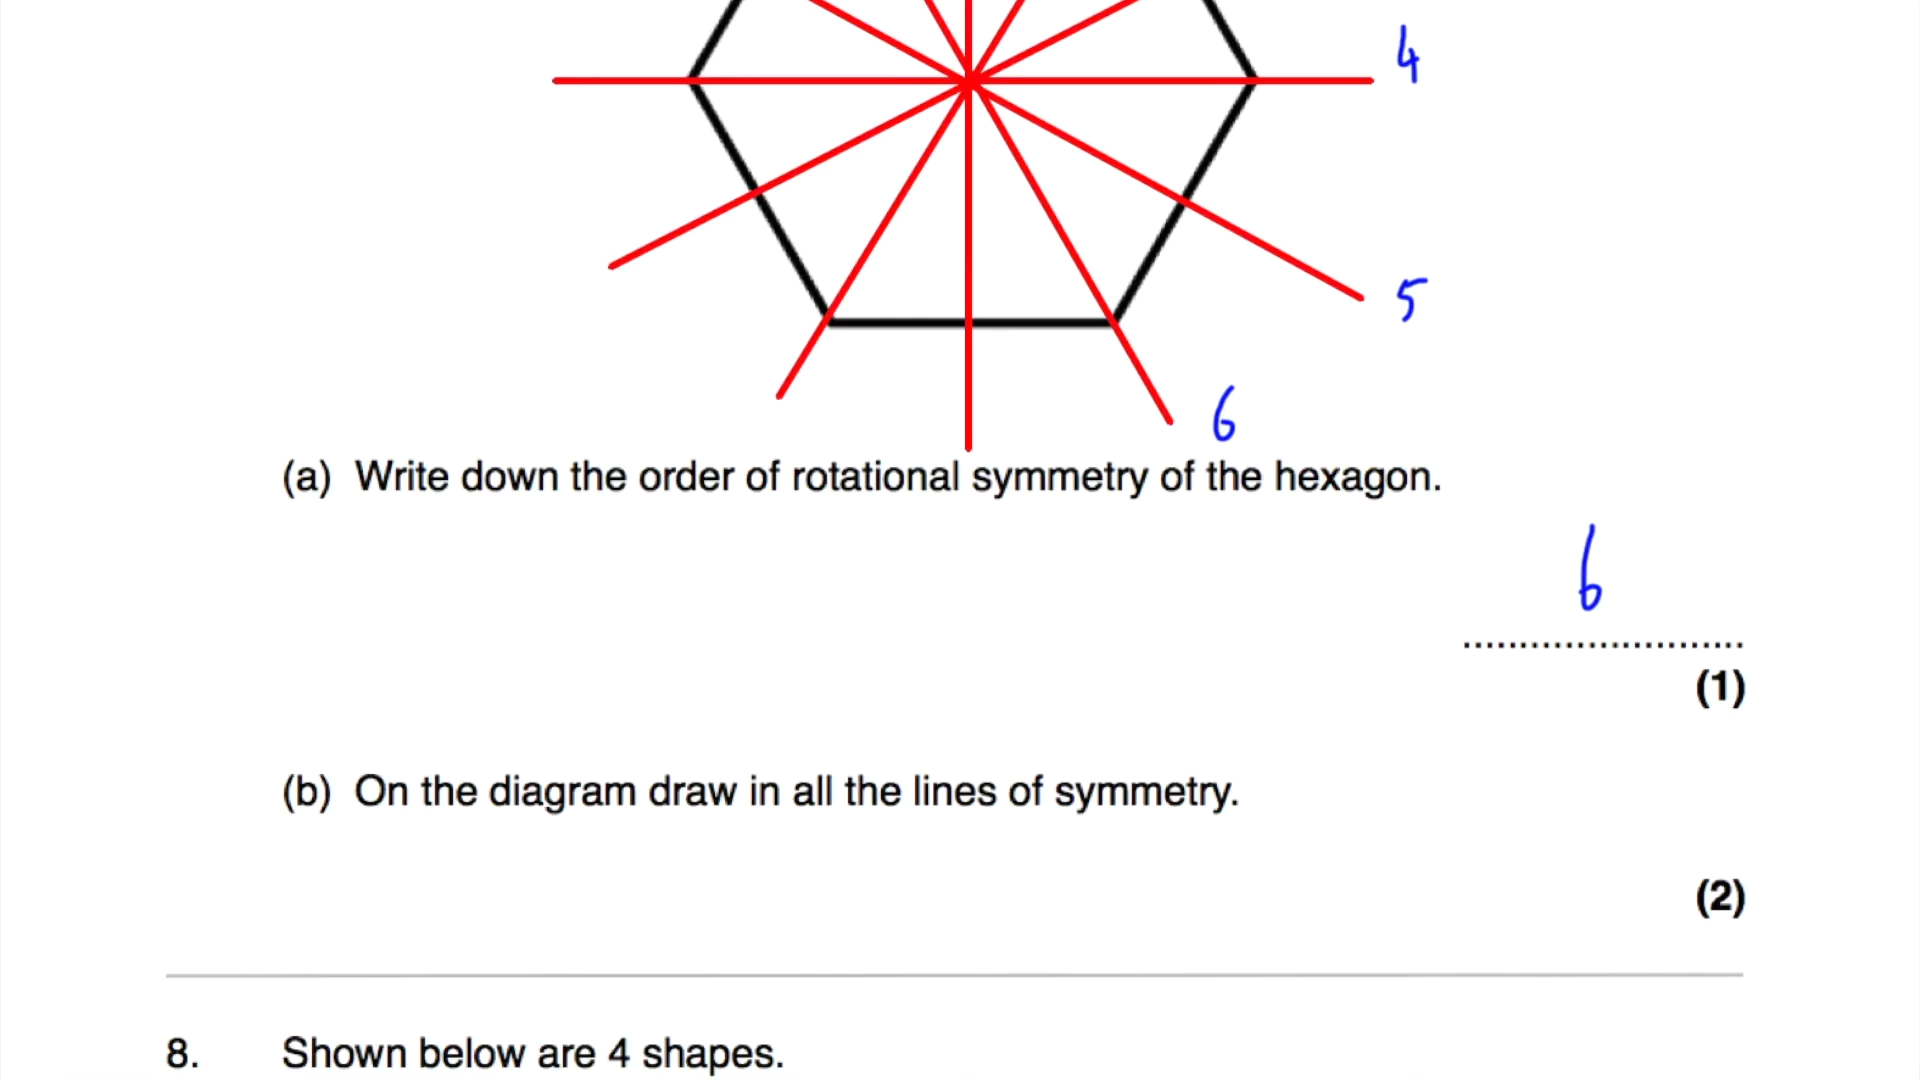 4
5
6
(a) Write down the order of rotational symmetry of the hexagon.
6
.........................
(1)
(b) On the diagram draw in all the lines of symmetry.
(2)
8. Shown below are 4 shapes.